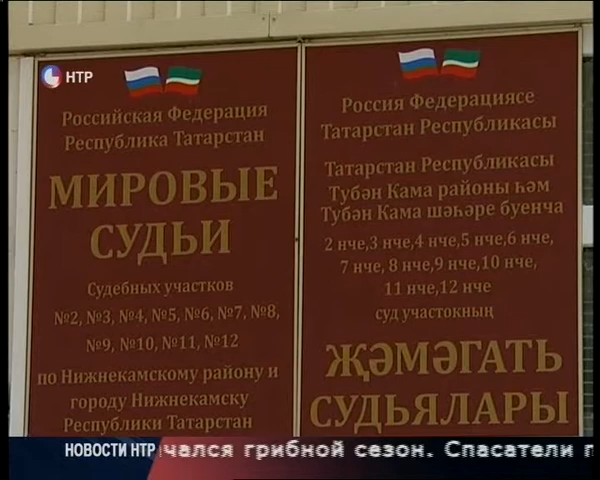 НТР
Российская Федерация
Республика Татарстан
МИРОВЫЕ
СУДЬИ
Судебных участков
№2, №3, №4, №5, №6, №7, №8,
№9, №10, №11, №12
по Нижнекамскому району и
городу Нижнекамску
Республики Татарстан
Россия Федерациясе
Татарстан Республикасы
Татарстан Республикасы
Түбән Кама районы һәм
Түбән Кама шәһәре буенча
2 нче,3 нче,4 нче,5 нче,6 нче,
7 нче, 8 нче,9 нче,10 нче,
11 нче,12 нче
суд участокның
ҖӘМӘГАТЬ
СУДЬЯЛАРЫ
НОВОСТИ НТР
чался грибной сезон. Спасатели п